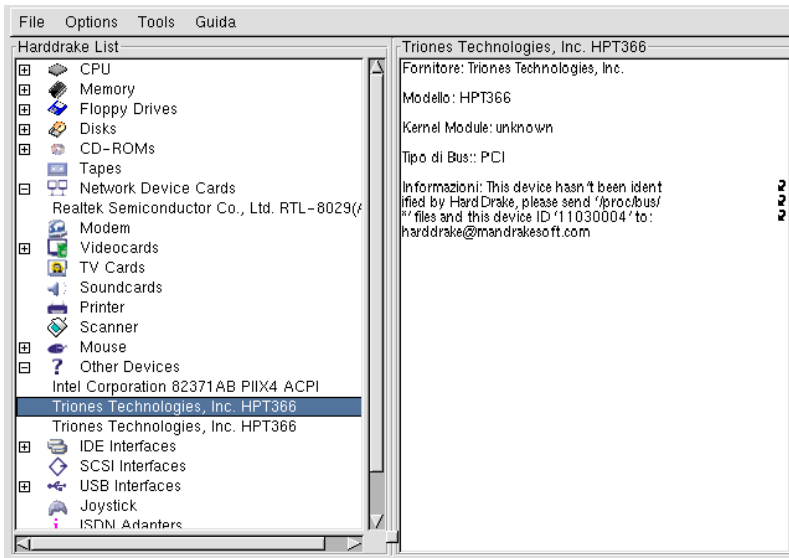 File Options Tools Guida
Harddrake List
CPU
Memory
Floppy Drives
Disks
CD-ROMs
Tapes
Network Device Cards
Realtek Semiconductor Co., Ltd. RTL-8029(A
Modem
Videocards
TV Cards
Soundcards
Printer
Scanner
Mouse
Other Devices
Intel Corporation 82371AB PIIX4 ACPI
Triones Technologies, Inc. HPT366
Triones Technologies, Inc. HPT366
IDE Interfaces
SCSI Interfaces
USB Interfaces
Joystick
ISDN Adapters
Triones Technologies, Inc. HPT366
Fornitore: Triones Technologies, Inc.
Modello: HPT366
Kernel Module: unknown
Tipo di Bus:: PCI
Informazioni: This device hasn't been ident
ified by HardDrake, please send '/proc/bus/
*' files and this device ID '11030004' to:
harddrake@mandrakesoft.com